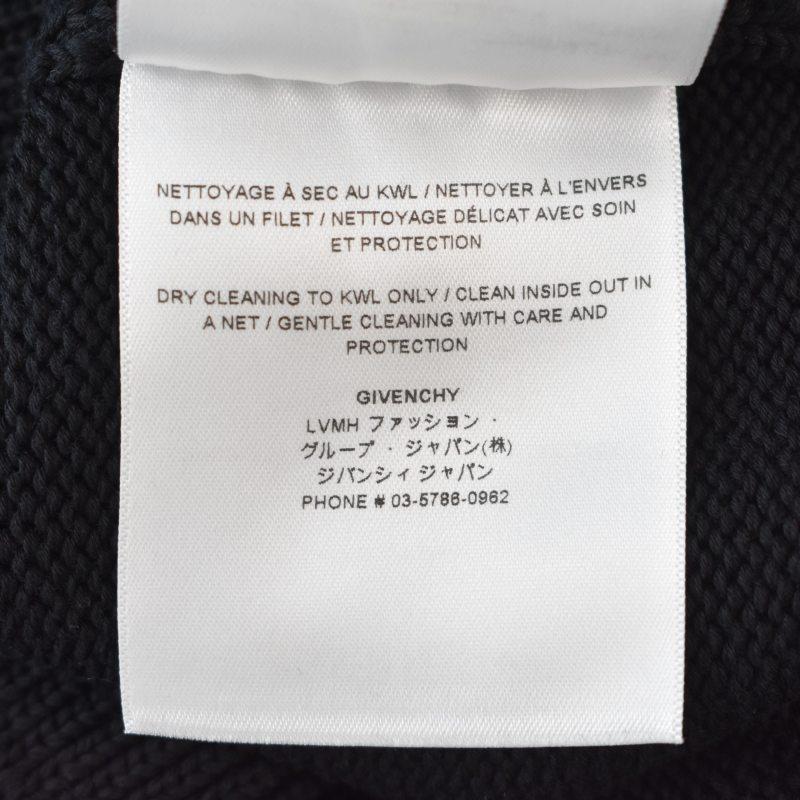 NETTOYAGE À SEC AU KWL / NETTOYER À L'ENVERS
DANS UN FILET / NETTOYAGE DÉLICAT AVEC SOIN
ET PROTECTION
DRY CLEANING TO KWL ONLY / CLEAN INSIDE OUT IN
A NET / GENTLE CLEANING WITH CARE AND
PROTECTION
GIVENCHY
LVMH ファッション ·
グループ · ジャパン(株)
ジバンシィ ジャパン
PHONE # 03-5786-0962